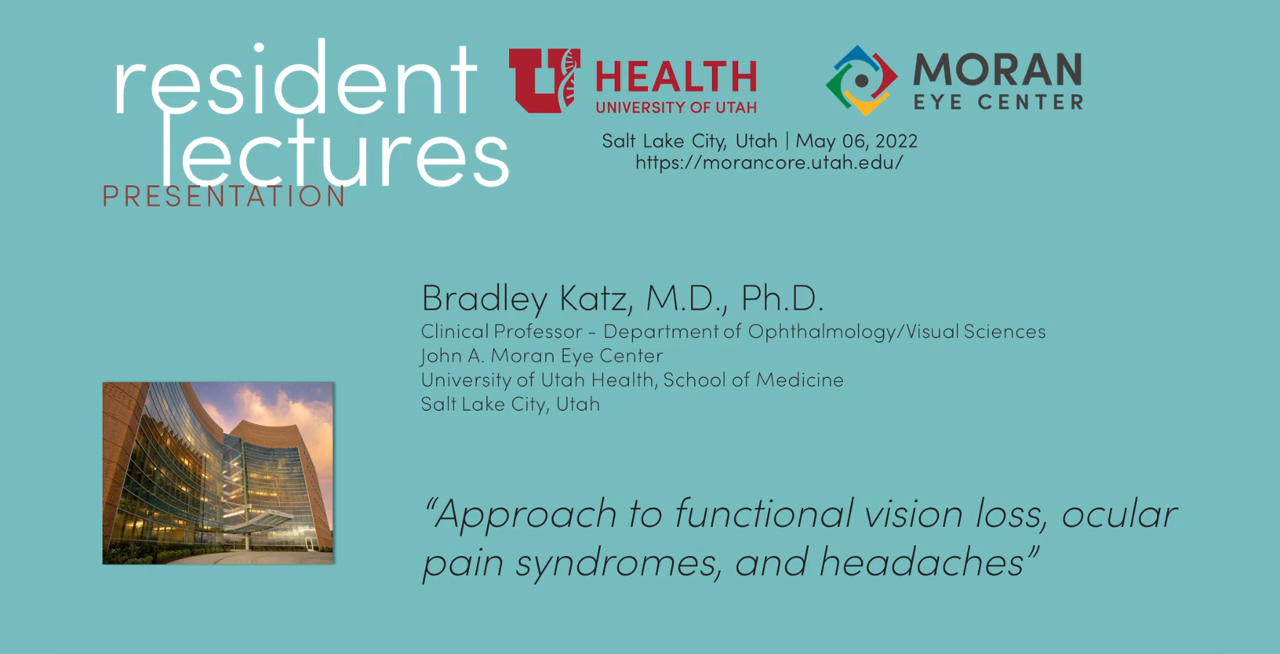 resident
lectures
PRESENTATION
U HEALTH
UNIVERSITY OF UTAH
MORAN
EYE CENTER
Salt Lake City, Utah | May 06, 2022
https://morancore.utah.edu/
Bradley Katz, M.D., Ph.D.
Clinical Professor - Department of Ophthalmology/Visual Sciences
John A. Moran Eye Center
University of Utah Health, School of Medicine
Salt Lake City, Utah
“Approach to functional vision loss, ocular
pain syndromes, and headaches”